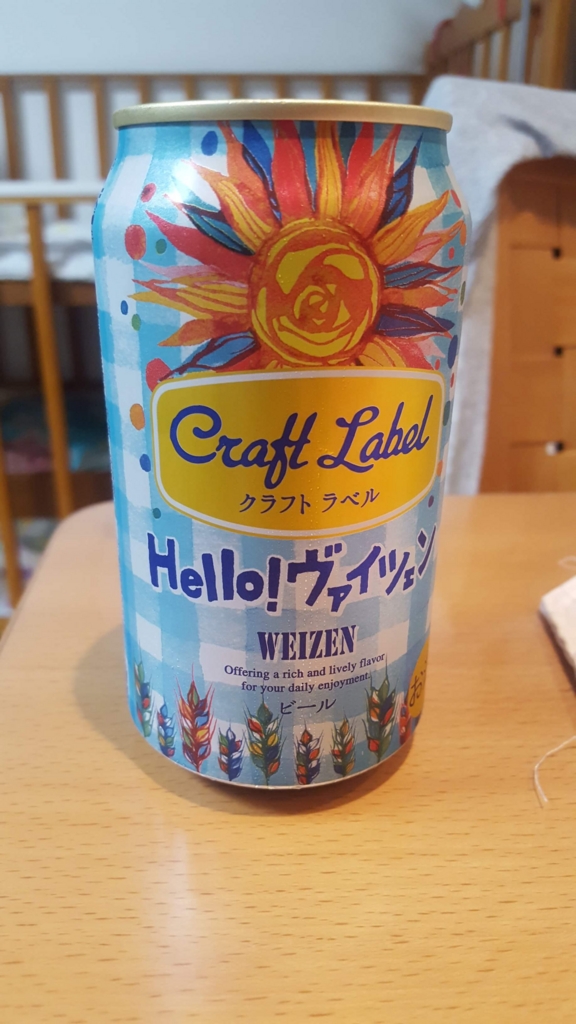 Craft Label
クラフト ラベル
Hello!ヴァイツェン
WEIZEN
Offering a rich and lively flavor
for your daily enjoyment.
ビール
お